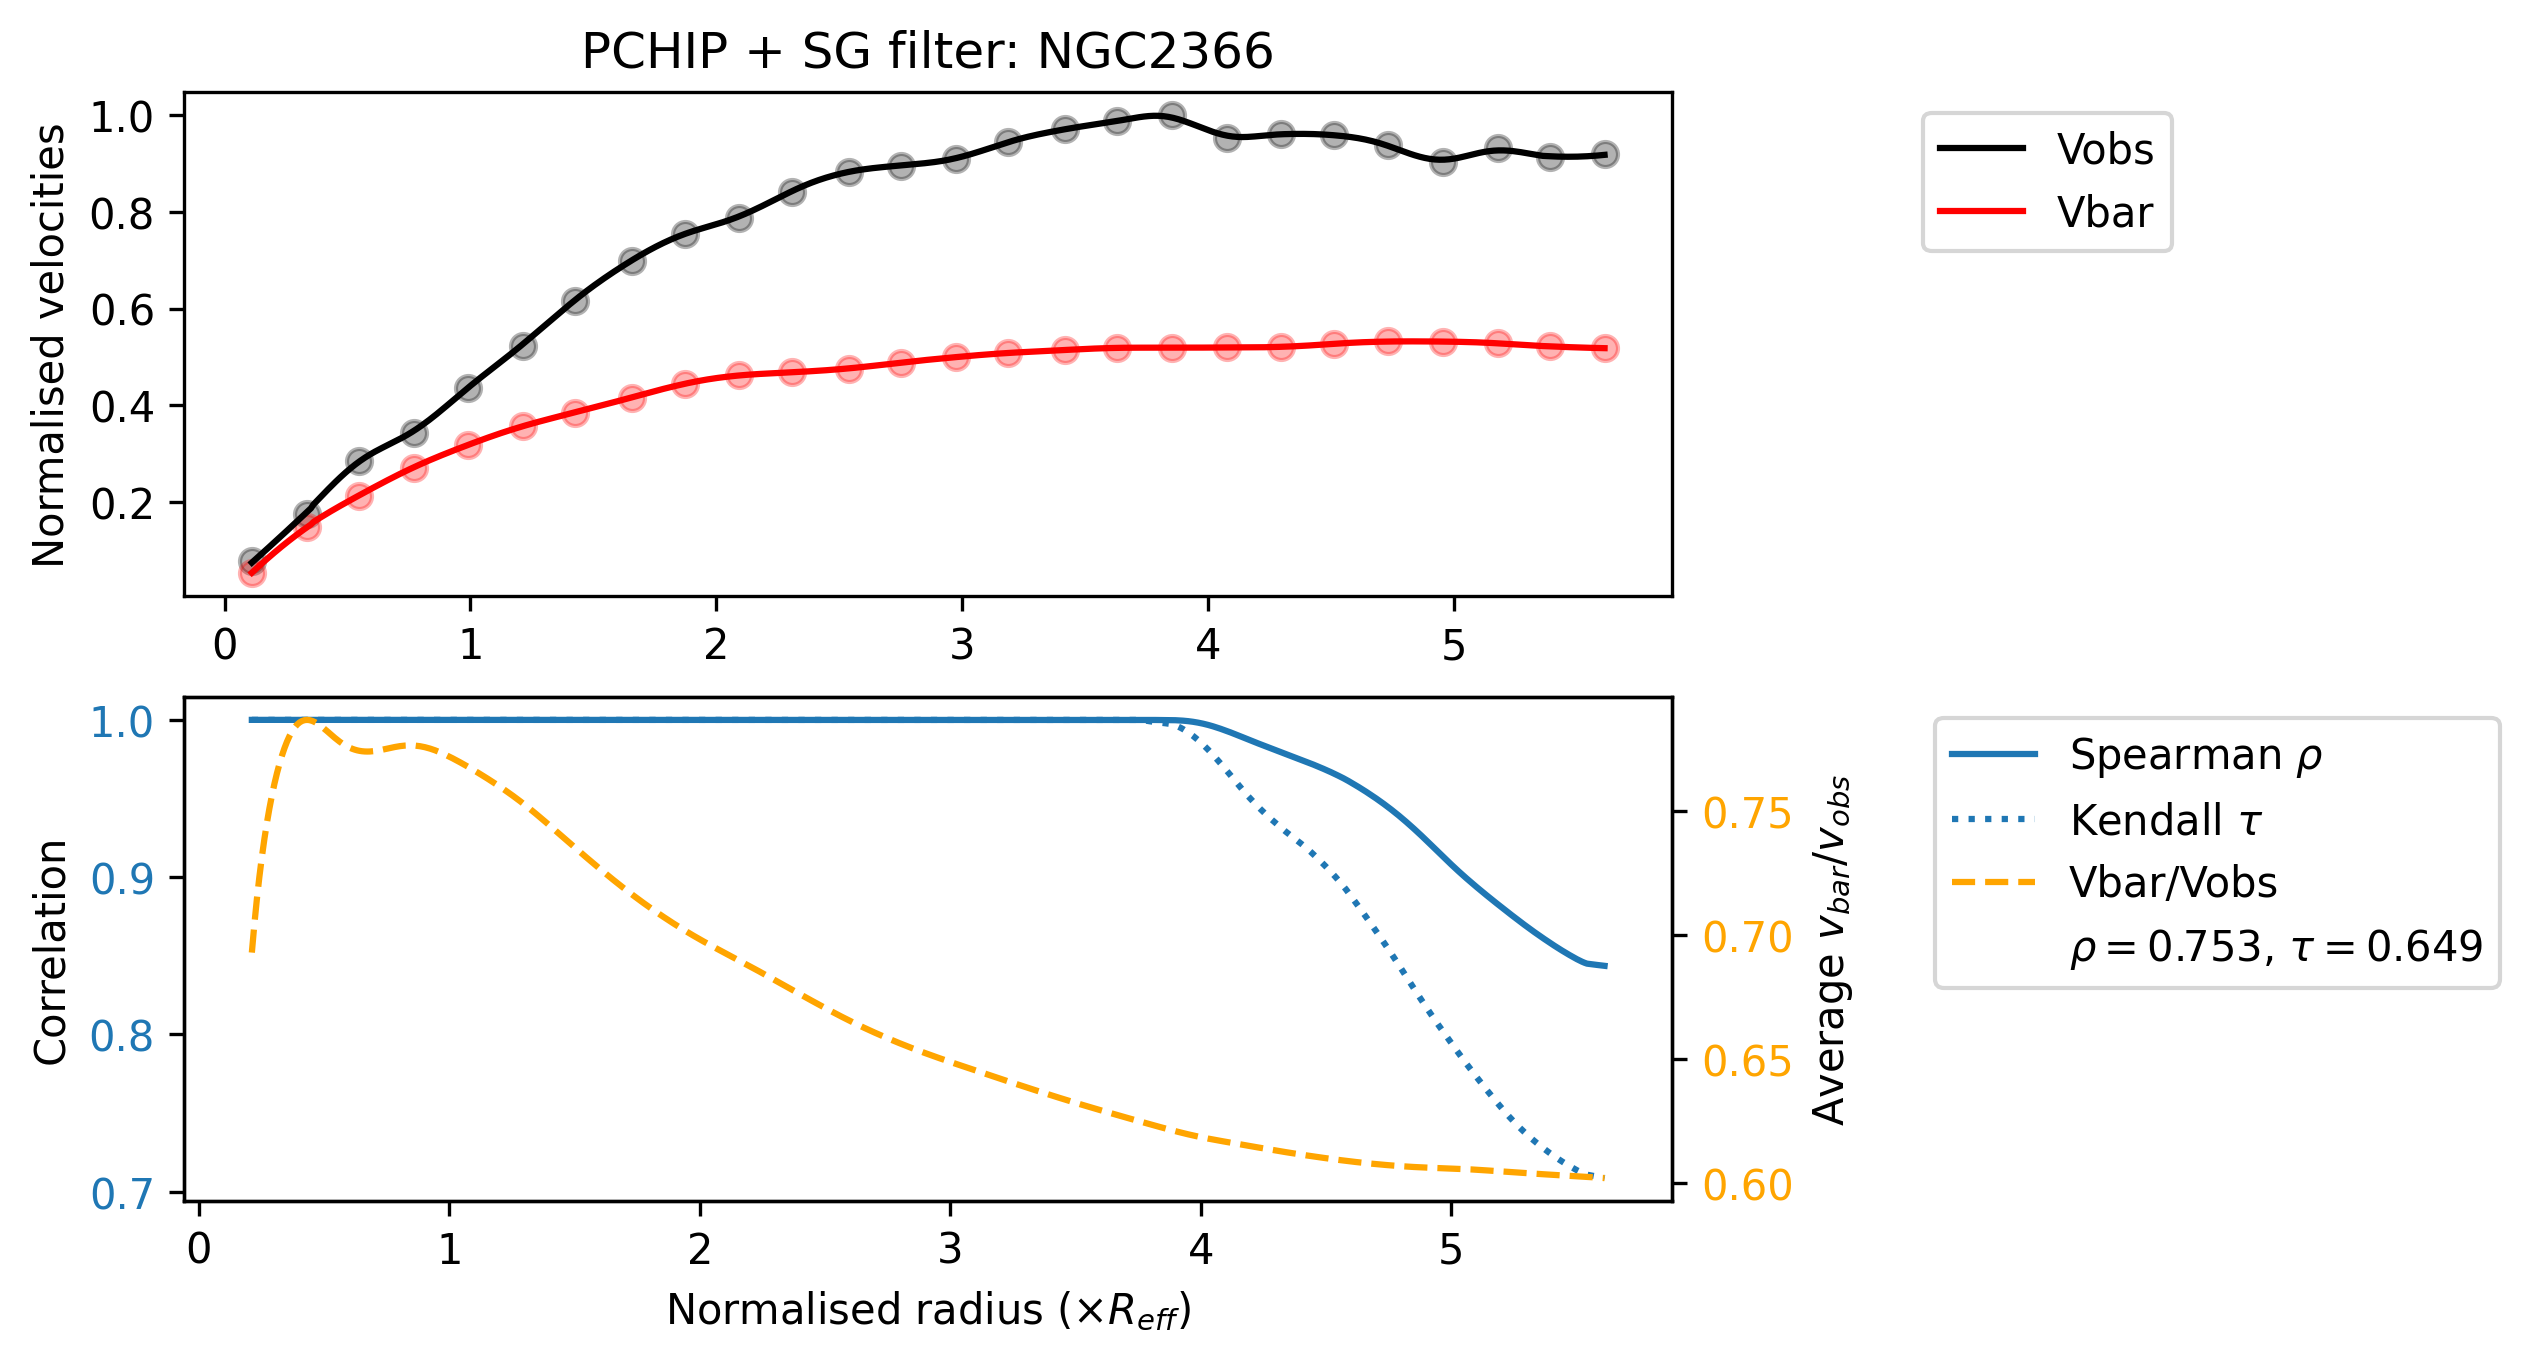 PCHIP + SG filter: NGC2366
Normalised velocities
1.0
0.8
0.6
0.4
0.2
0 1 2 3 4 5
Vobs
Vbar
Correlation
1.0
0.9
0.8
0.7
0 1 2 3 4 5
Normalised radius (×R_eff)
0.75
0.70
0.65
0.60
Average v_bar/v_obs
Spearman ρ
Kendall τ
Vbar/Vobs
ρ = 0.753, τ = 0.649